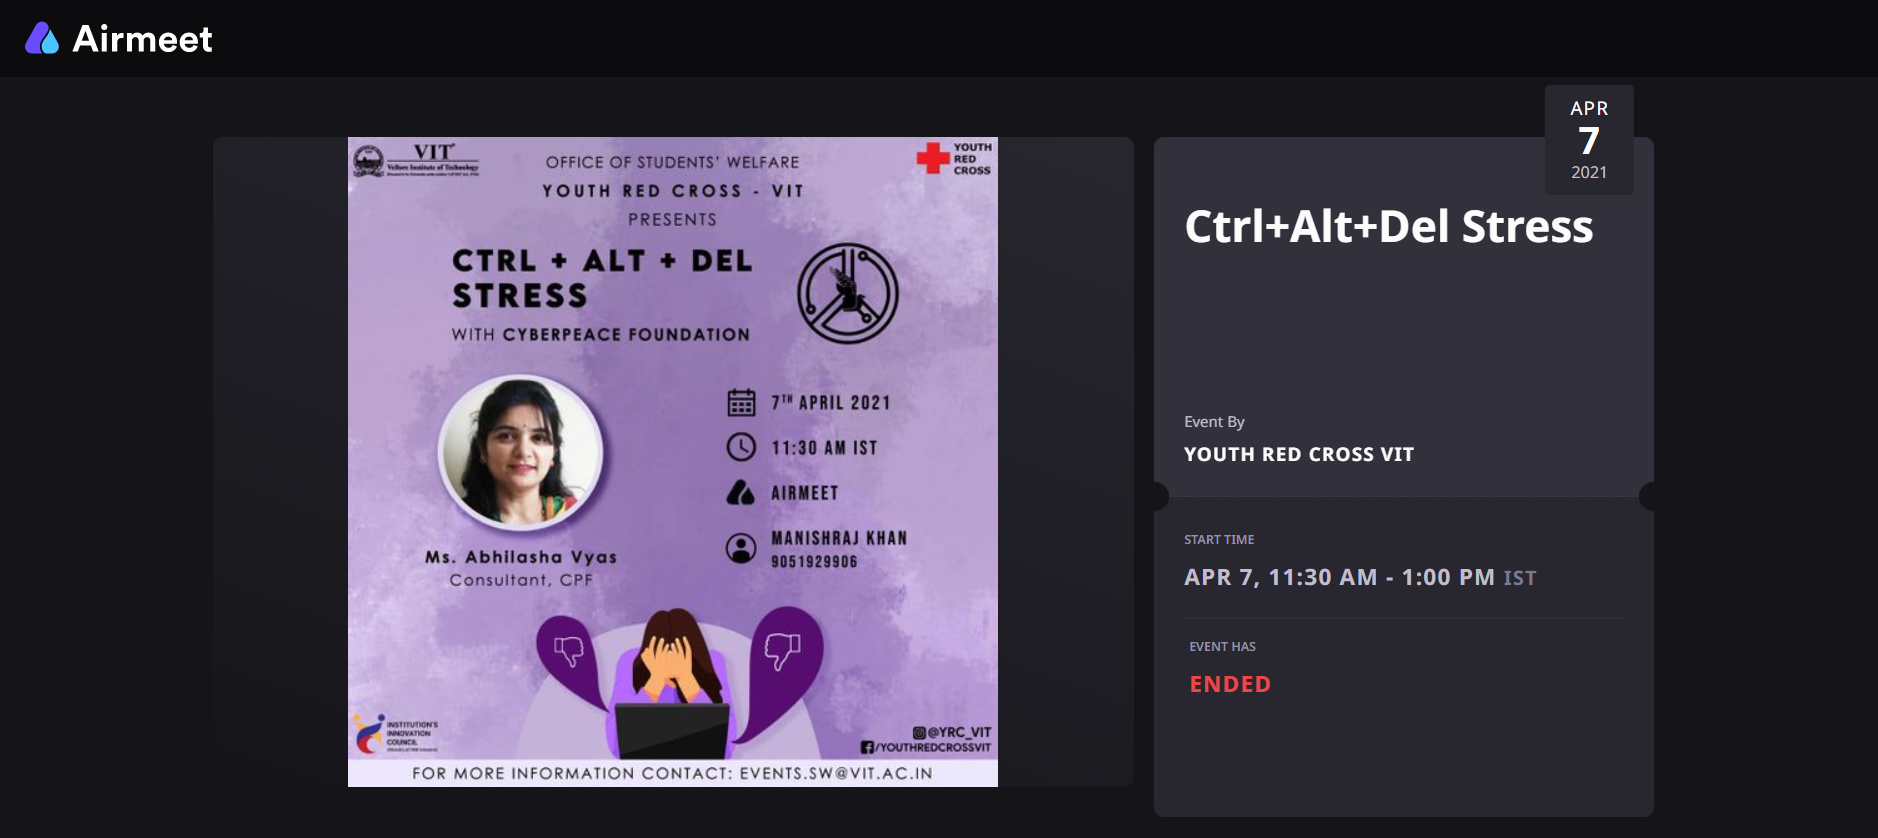 Airmeet
VIT
Vellore Institute of Technology
OFFICE OF STUDENTS' WELFARE
YOUTH RED CROSS - VIT
PRESENTS
YOUTH
RED
CROSS
CTRL + ALT + DEL
STRESS
WITH CYBERPEACE FOUNDATION
7TH APRIL 2021
11:30 AM IST
AIRMEET
MANISHRAJ KHAN
9051929906
Ms. Abhilasha Vyas
Consultant, CPF
INSTITUTION'S
INNOVATION
COUNCIL
@YRC_VIT
/YOUTHREDCROSSVIT
FOR MORE INFORMATION CONTACT: EVENTS.SW@VIT.AC.IN
APR
7
2021
Ctrl+Alt+Del Stress
Event By
YOUTH RED CROSS VIT
START TIME
APR 7, 11:30 AM - 1:00 PM IST
EVENT HAS
ENDED